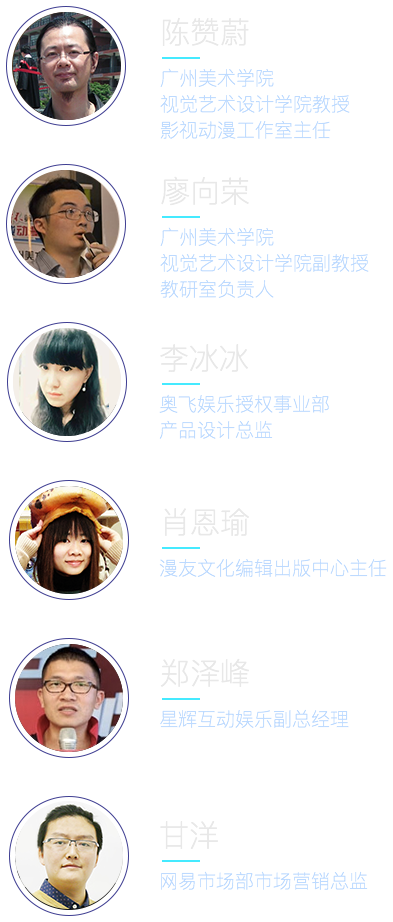 陈赞蔚
广州美术学院
视觉艺术设计学院教授
影视动漫工作室主任
廖向荣
广州美术学院
视觉艺术设计学院副教授
教研室负责人
李冰冰
奥飞娱乐授权事业部
产品设计总监
肖恩瑜
漫友文化编辑出版中心主任
郑泽峰
星辉互动娱乐副总经理
甘洋
网易市场部市场营销总监